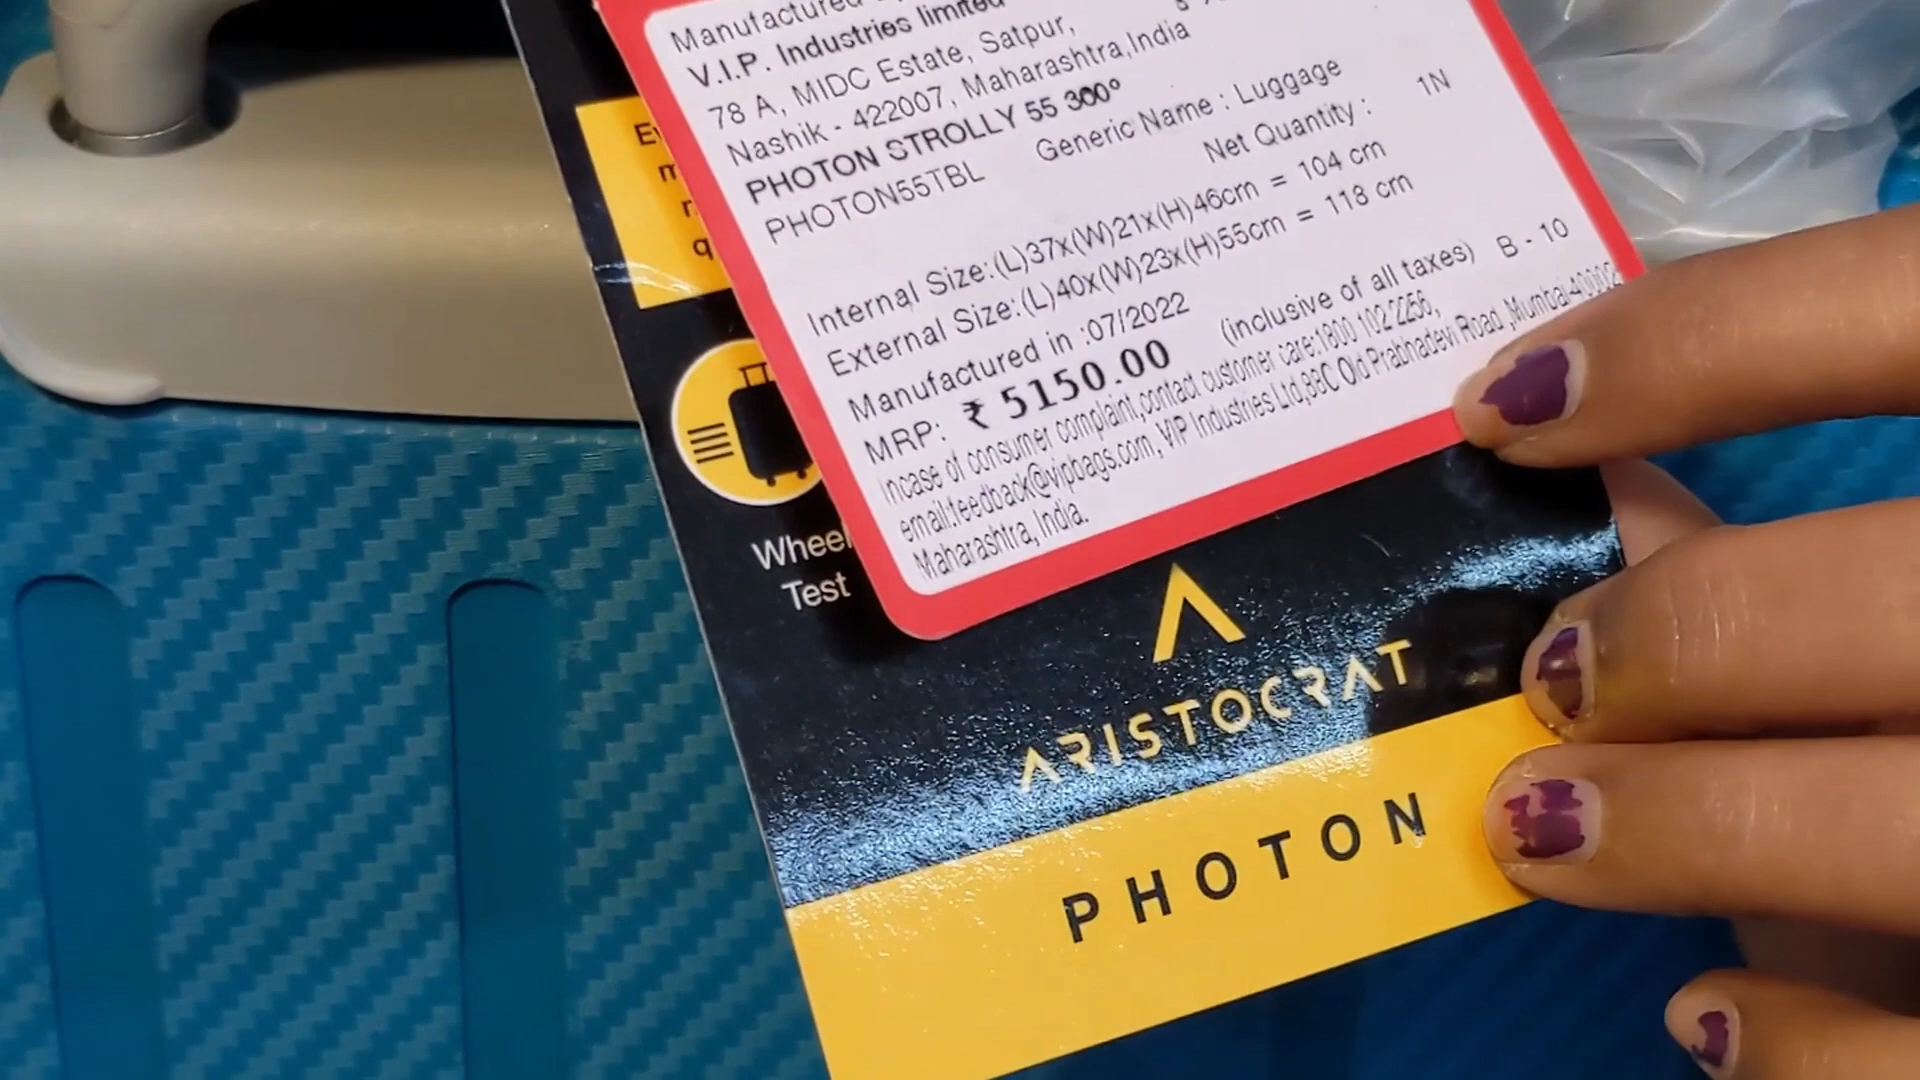 Manufactured
V.I.P. Industries limited
78 A, MIDC Estate, Satpur,
Nashik - 422007, Maharashtra,India
PHOTON STROLLY 55 300°
PHOTON55TBL
Generic Name : Luggage
Net Quantity : 1N
Internal Size:(L)37x(W)21x(H)46cm = 104 cm
External Size:(L)40x(W)23x(H)55cm = 118 cm
Manufactured in :07/2022
MRP: ₹ 5150.00 (inclusive of all taxes) B - 10
Incase of consumer complaint,contact customer care:1800 102 2256,
email:feedback@vipbags.com, VIP Industries Ltd,88C Old Prabhadevi Road ,Mumbai-
Maharashtra, India.
Wheel
Test
ARISTOCRAT
PHOTON